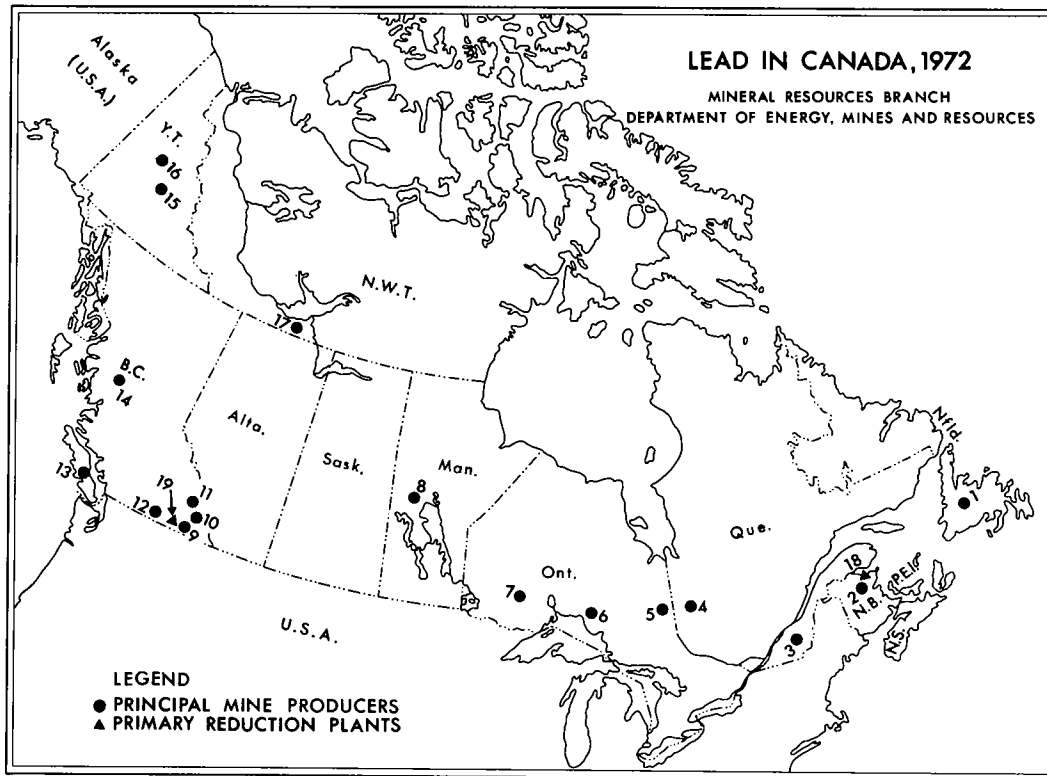 LEAD IN CANADA, 1972
MINERAL RESOURCES BRANCH
DEPARTMENT OF ENERGY, MINES AND RESOURCES
Alaska
(U.S.A.)
Y.T.
16
15
N.W.T.
17
B.C.
14
Alta.
Sask.
Man.
Nfld.
13
19
11
12
10
9
8
1
Que.
Ont.
7
6
5
4
18
P.E.I.
2
N.B.
N.S.
3
U.S.A.
LEGEND
● PRINCIPAL MINE PRODUCERS
▲ PRIMARY REDUCTION PLANTS